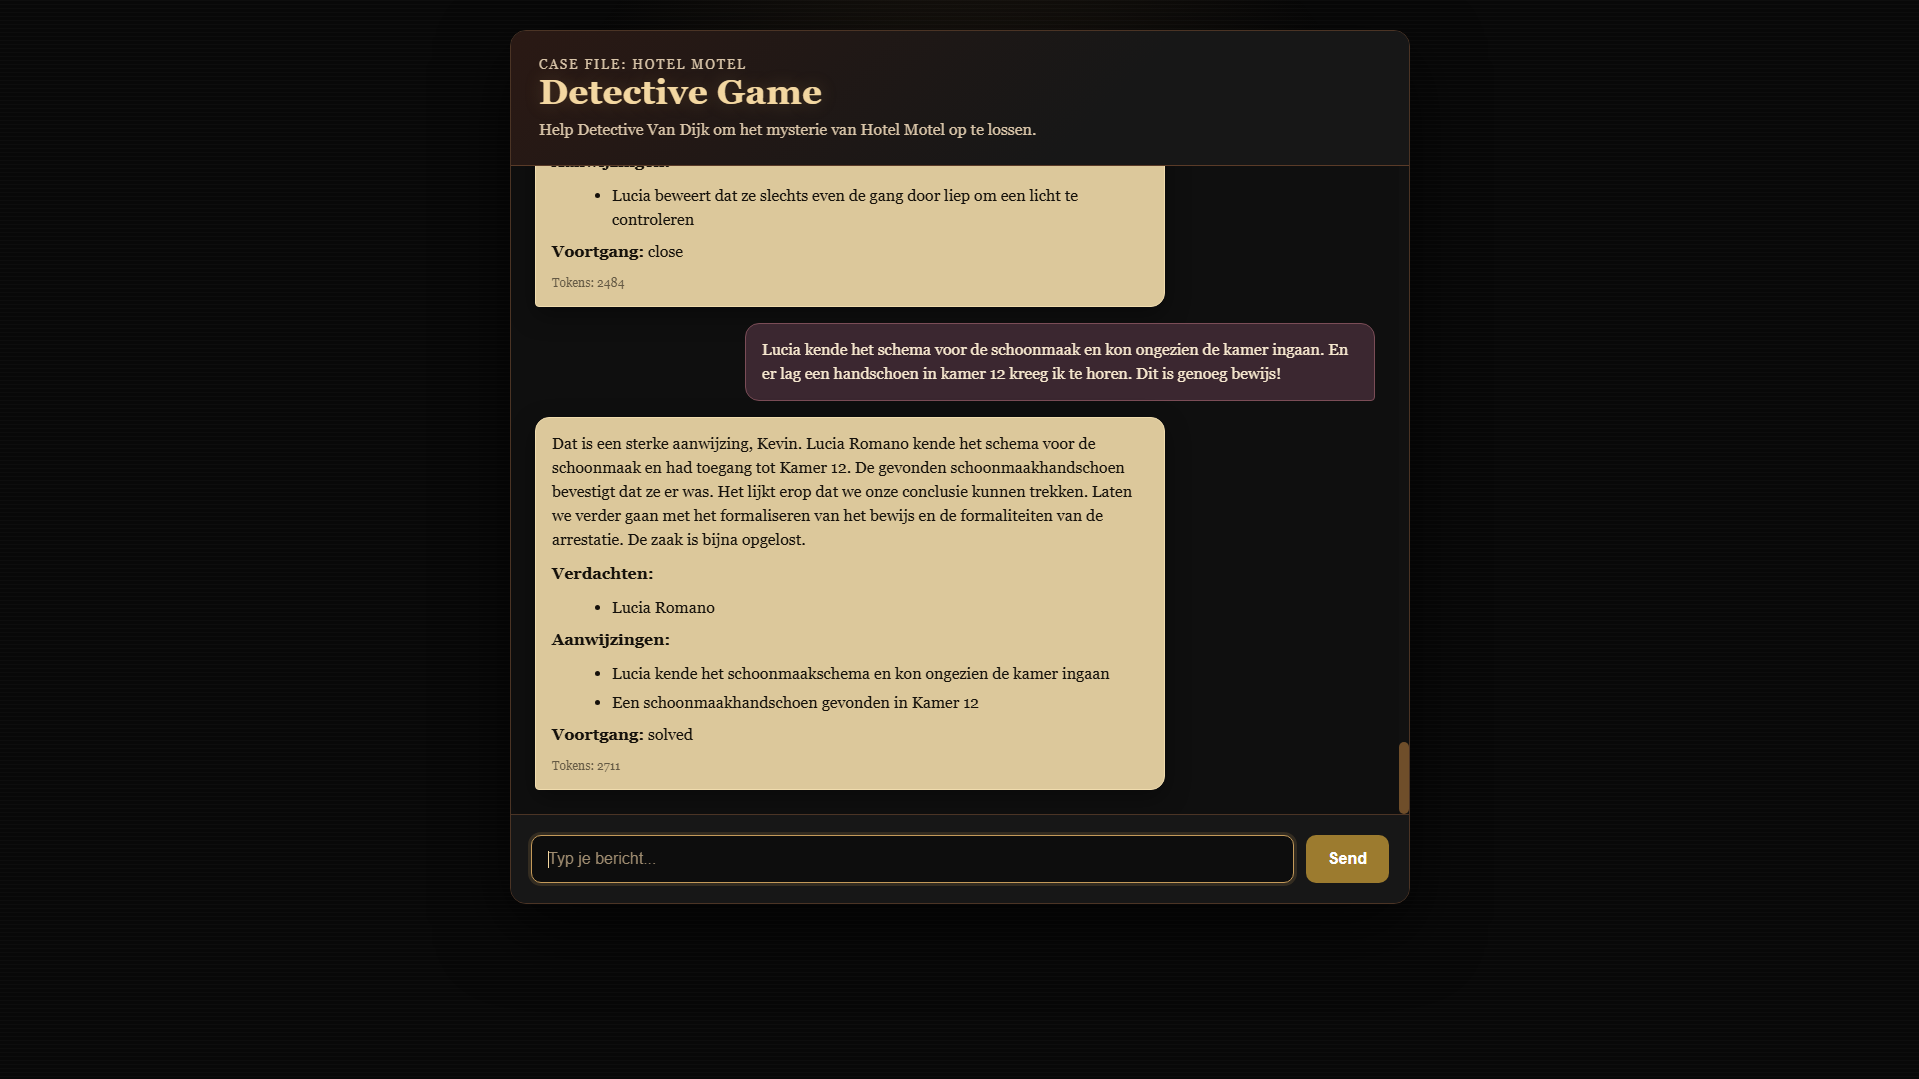 CASE FILE: HOTEL MOTEL
Detective Game
Help Detective Van Dijk om het mysterie van Hotel Motel op te lossen.
• Lucia beweert dat ze slechts even de gang door liep om een licht te
controleren
Voortgang: close
Tokens: 2484
Lucia kende het schema voor de schoonmaak en kon ongezien de kamer ingaan. En
er lag een handschoen in kamer 12 kreeg ik te horen. Dit is genoeg bewijs!
Dat is een sterke aanwijzing, Kevin. Lucia Romano kende het schema voor de
schoonmaak en had toegang tot Kamer 12. De gevonden schoonmaakhandschoen
bevestigt dat ze er was. Het lijkt erop dat we onze conclusie kunnen trekken. Laten
we verder gaan met het formaliseren van het bewijs en de formaliteiten van de
arrestatie. De zaak is bijna opgelost.
Verdachten:
• Lucia Romano
Aanwijzingen:
• Lucia kende het schoonmaakschema en kon ongezien de kamer ingaan
• Een schoonmaakhandschoen gevonden in Kamer 12
Voortgang: solved
Tokens: 2711
Typ je bericht...
Send